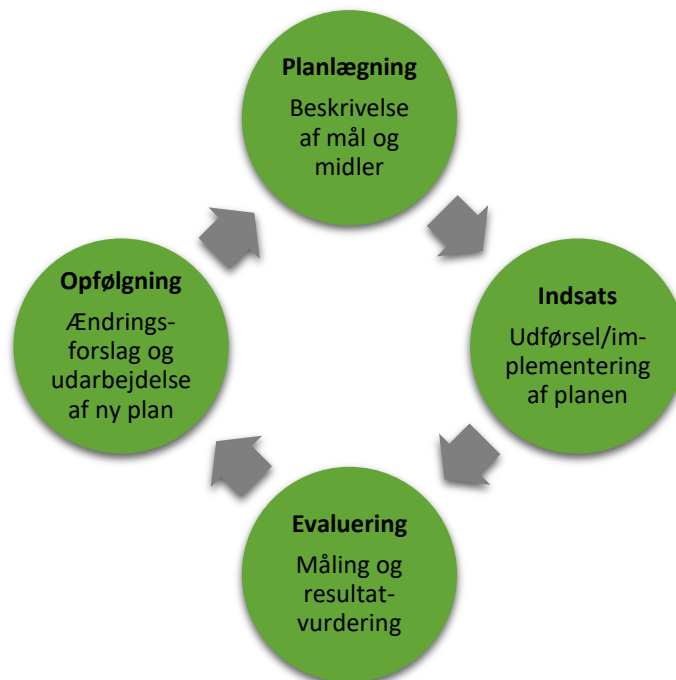 Planlægning
Beskrivelse
af mål og
midler
Indsats
Udførsel/im-
plementering
af planen
Evaluering
Måling og
resultat-
vurdering
Opfølgning
Ændrings-
forslag og
udarbejdelse
af ny plan